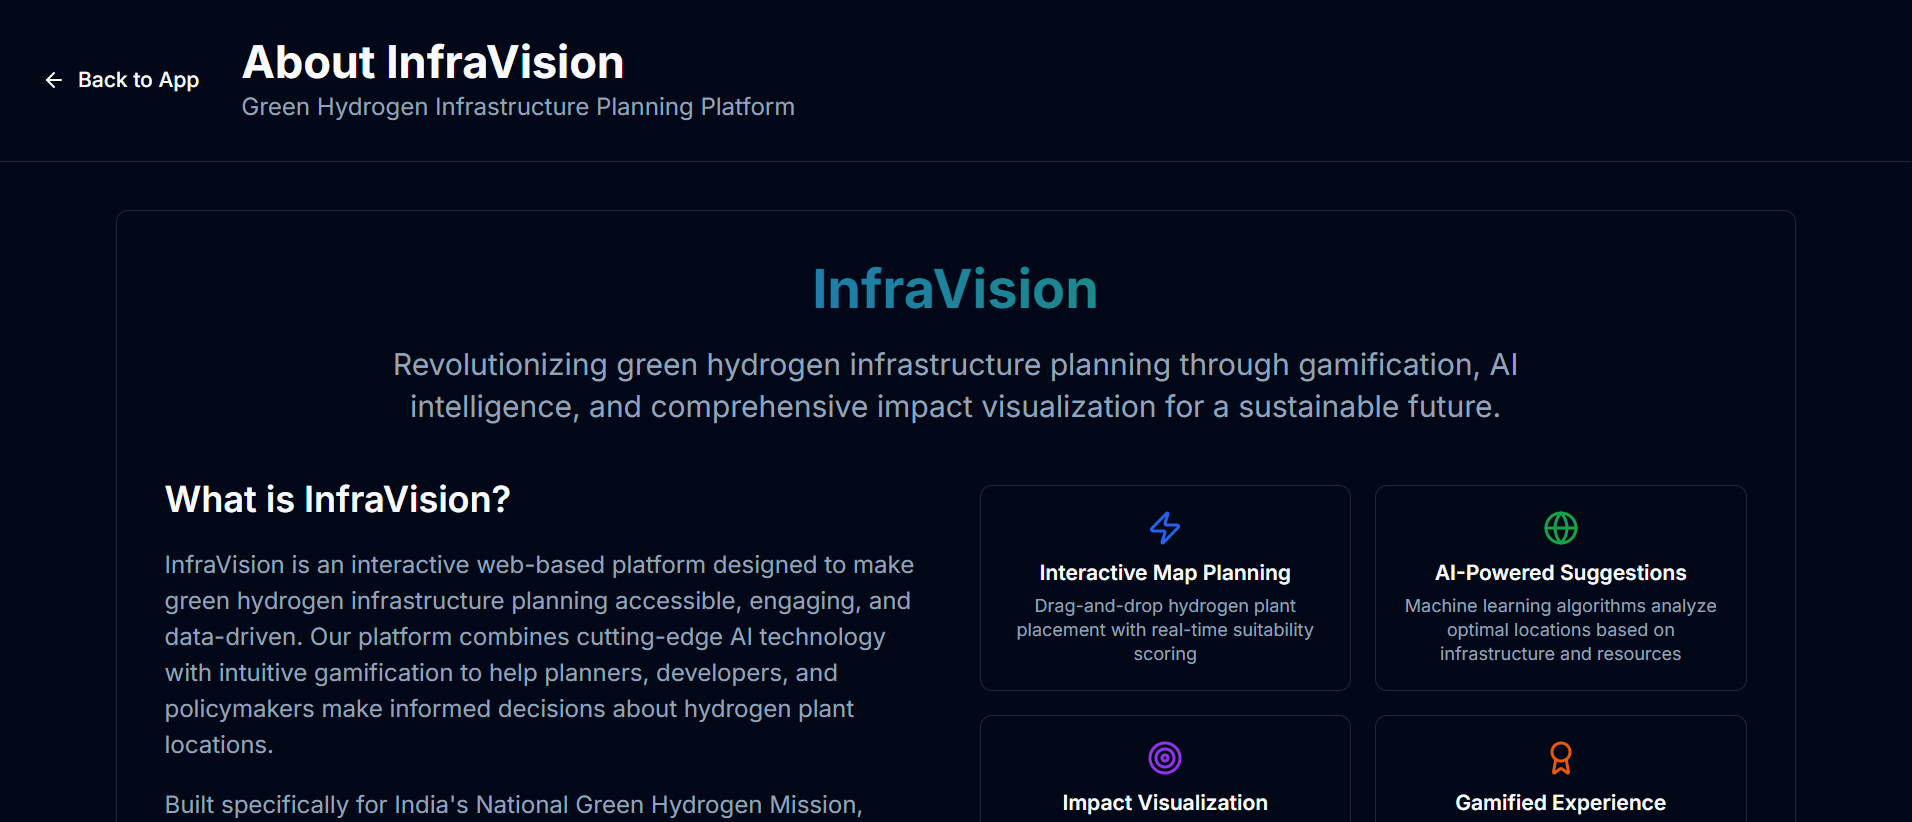 Back to App
About InfraVision
Green Hydrogen Infrastructure Planning Platform
InfraVision
Revolutionizing green hydrogen infrastructure planning through gamification, AI
intelligence, and comprehensive impact visualization for a sustainable future.
What is InfraVision?
InfraVision is an interactive web-based platform designed to make
green hydrogen infrastructure planning accessible, engaging, and
data-driven. Our platform combines cutting-edge AI technology
with intuitive gamification to help planners, developers, and
policymakers make informed decisions about hydrogen plant
locations.
Built specifically for India's National Green Hydrogen Mission,
Interactive Map Planning
Drag-and-drop hydrogen plant
placement with real-time suitability
scoring
AI-Powered Suggestions
Machine learning algorithms analyze
optimal locations based on
infrastructure and resources
Impact Visualization
Gamified Experience